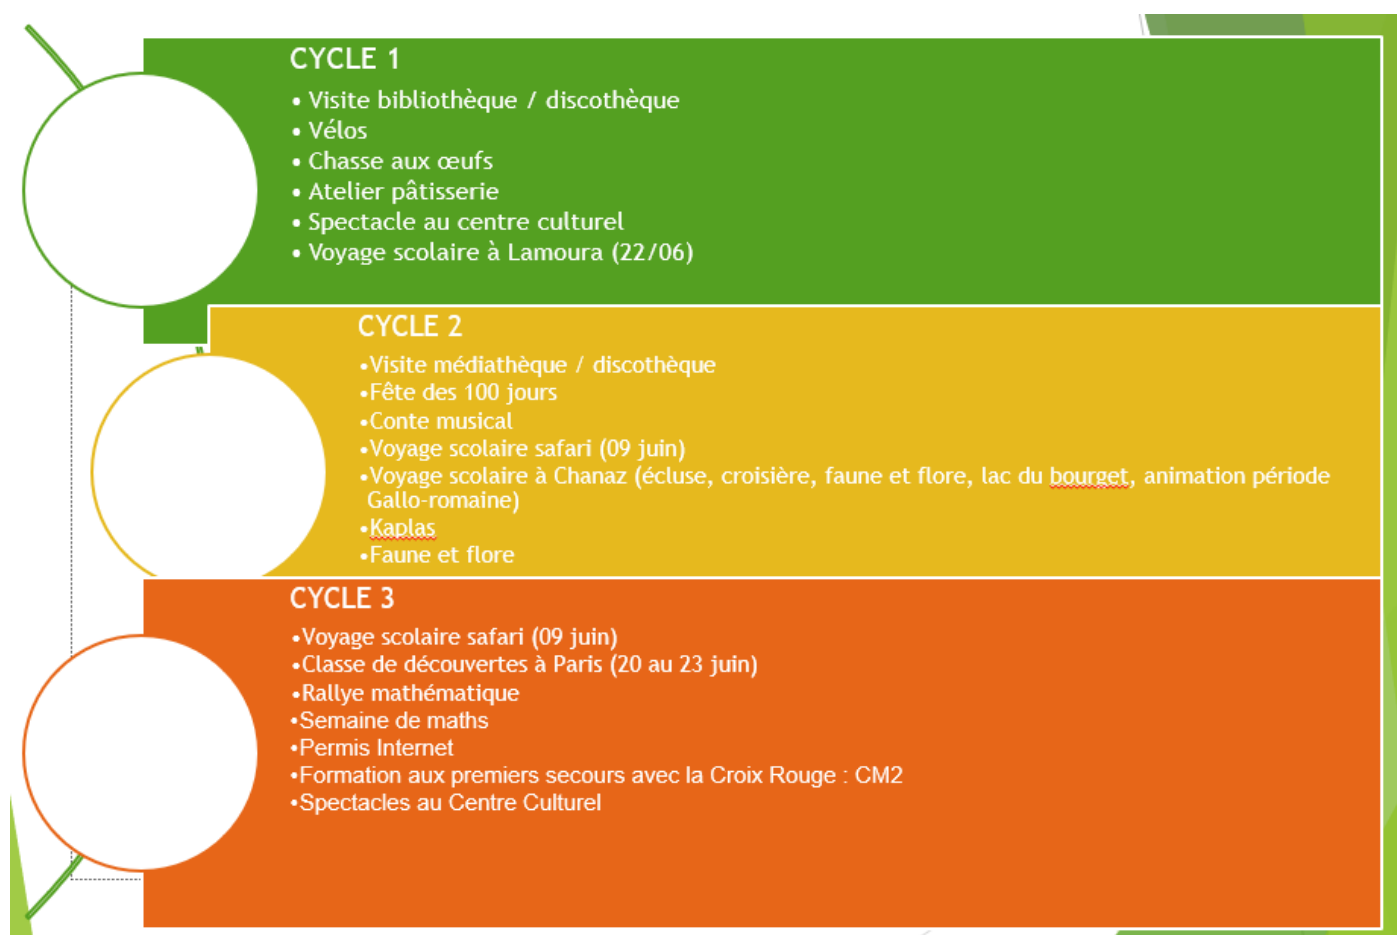 CYCLE 1
• Visite bibliothèque / discothèque
• Vélos
• Chasse aux œufs
• Atelier pâtisserie
• Spectacle au centre culturel
• Voyage scolaire à Lamoura (22/06)
CYCLE 2
•Visite médiathèque / discothèque
•Fête des 100 jours
•Conte musical
•Voyage scolaire safari (09 juin)
•Voyage scolaire à Chanaz (écluse, croisière, faune et flore, lac du bourget, animation période
Gallo-romaine)
•Kaplas
•Faune et flore
CYCLE 3
•Voyage scolaire safari (09 juin)
•Classe de découvertes à Paris (20 au 23 juin)
•Rallye mathématique
•Semaine de maths
•Permis Internet
•Formation aux premiers secours avec la Croix Rouge : CM2
•Spectacles au Centre Culturel